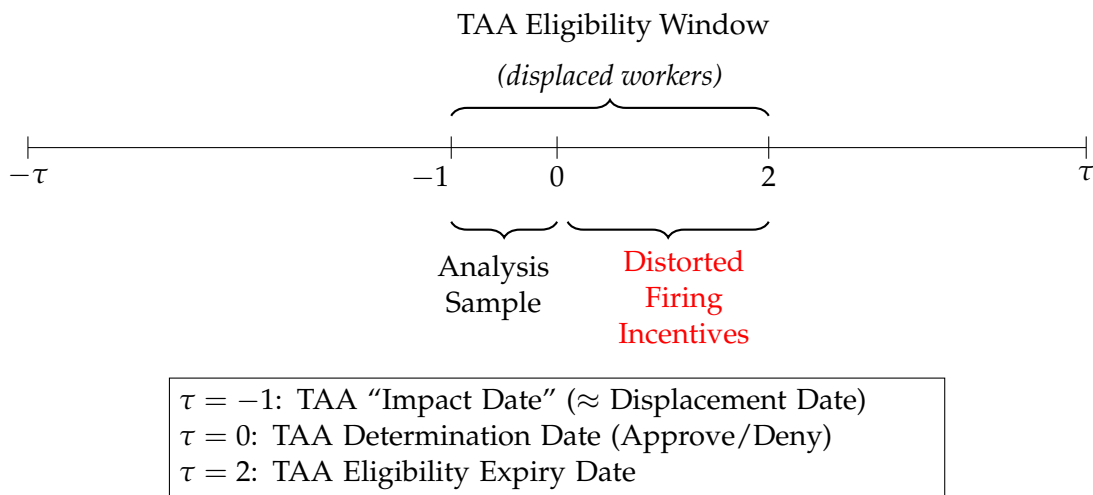 TAA Eligibility Window
(displaced workers)
−τ −1 0 2 τ
Analysis
Sample
Distorted
Firing
Incentives
τ = −1: TAA “Impact Date” (≈ Displacement Date)
τ = 0: TAA Determination Date (Approve/Deny)
τ = 2: TAA Eligibility Expiry Date